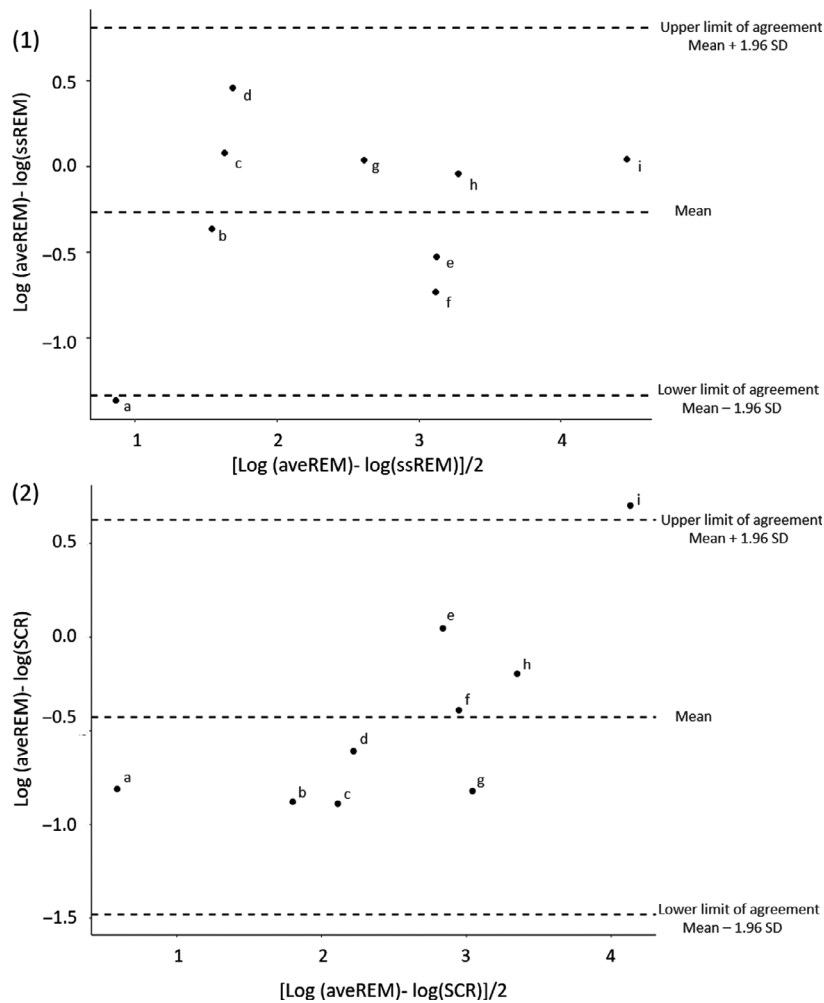 (1)
Upper limit of agreement
Mean + 1.96 SD
0.5
d
c
0.0
g
h
i
Mean
b
−0.5
e
f
−1.0
Lower limit of agreement
Mean − 1.96 SD
a
Log (aveREM)- log(ssREM)
1
2
3
4
[Log (aveREM)- log(ssREM)]/2
(2)
i
Upper limit of agreement
Mean + 1.96 SD
0.5
e
0.0
h
f
−0.5
Mean
d
a
b
c
g
−1.0
Lower limit of agreement
Mean − 1.96 SD
−1.5
Log (aveREM)- log(SCR)
1
2
3
4
[Log (aveREM)- log(SCR)]/2